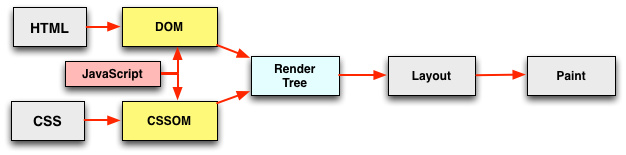 HTML
DOM
JavaScript
Render
Tree
Layout
Paint
CSS
CSSOM